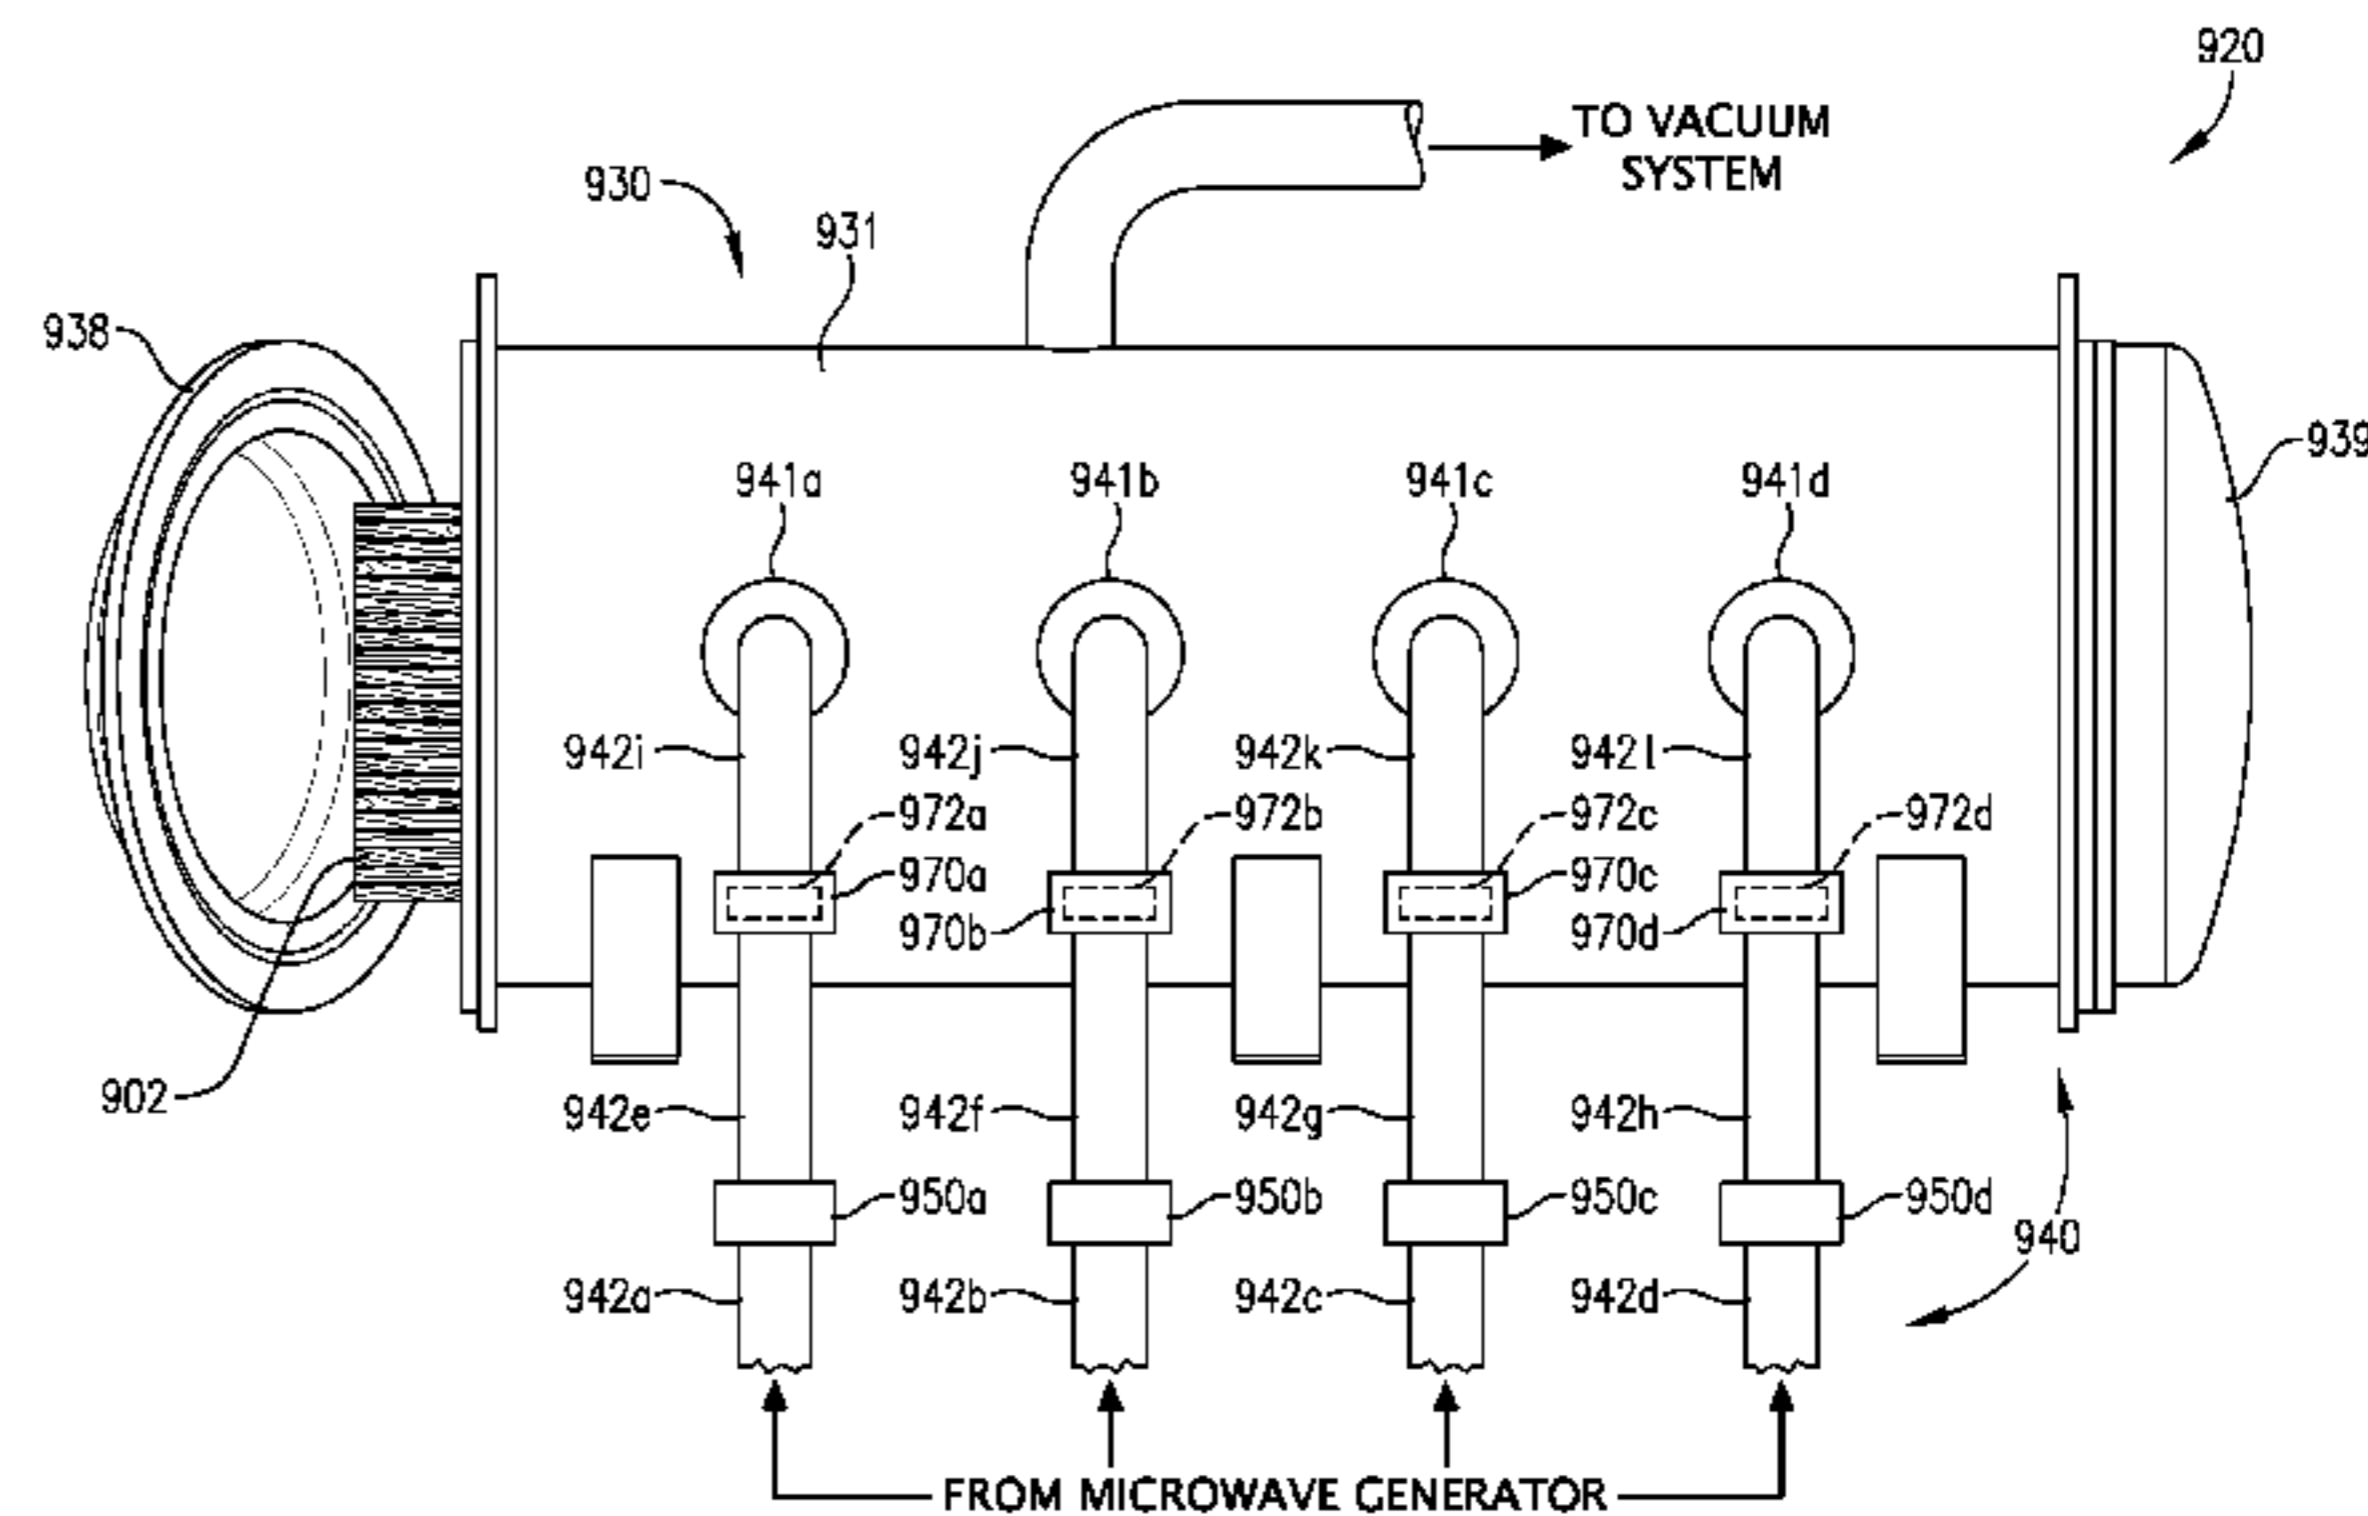 920
TO VACUUM
SYSTEM
930
931
938
939
941a 941b 941c 941d
942i 942j 942k 942l
972a 972b 972c 972d
970a 970c
970b 970d
902
942e 942f 942g 942h
950a 950b 950c 950d
940
942a 942b 942c 942d
FROM MICROWAVE GENERATOR